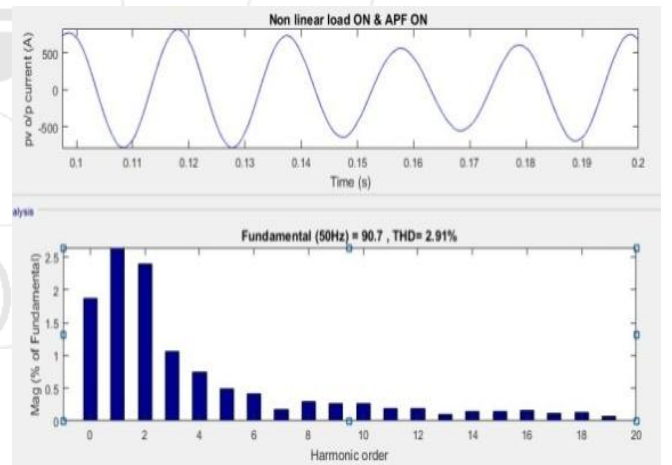 Non linear load ON & APF ON
pv o/p current (A)
500
0
-500
0.1 0.11 0.12 0.13 0.14 0.15 0.16 0.17 0.18 0.19 0.2
Time (s)
alysis
Fundamental (50Hz) = 90.7 , THD= 2.91%
Mag (% of Fundamental)
2.5
2
1.5
1
0.5
0
0 2 4 6 8 10 12 14 16 18 20
Harmonic order